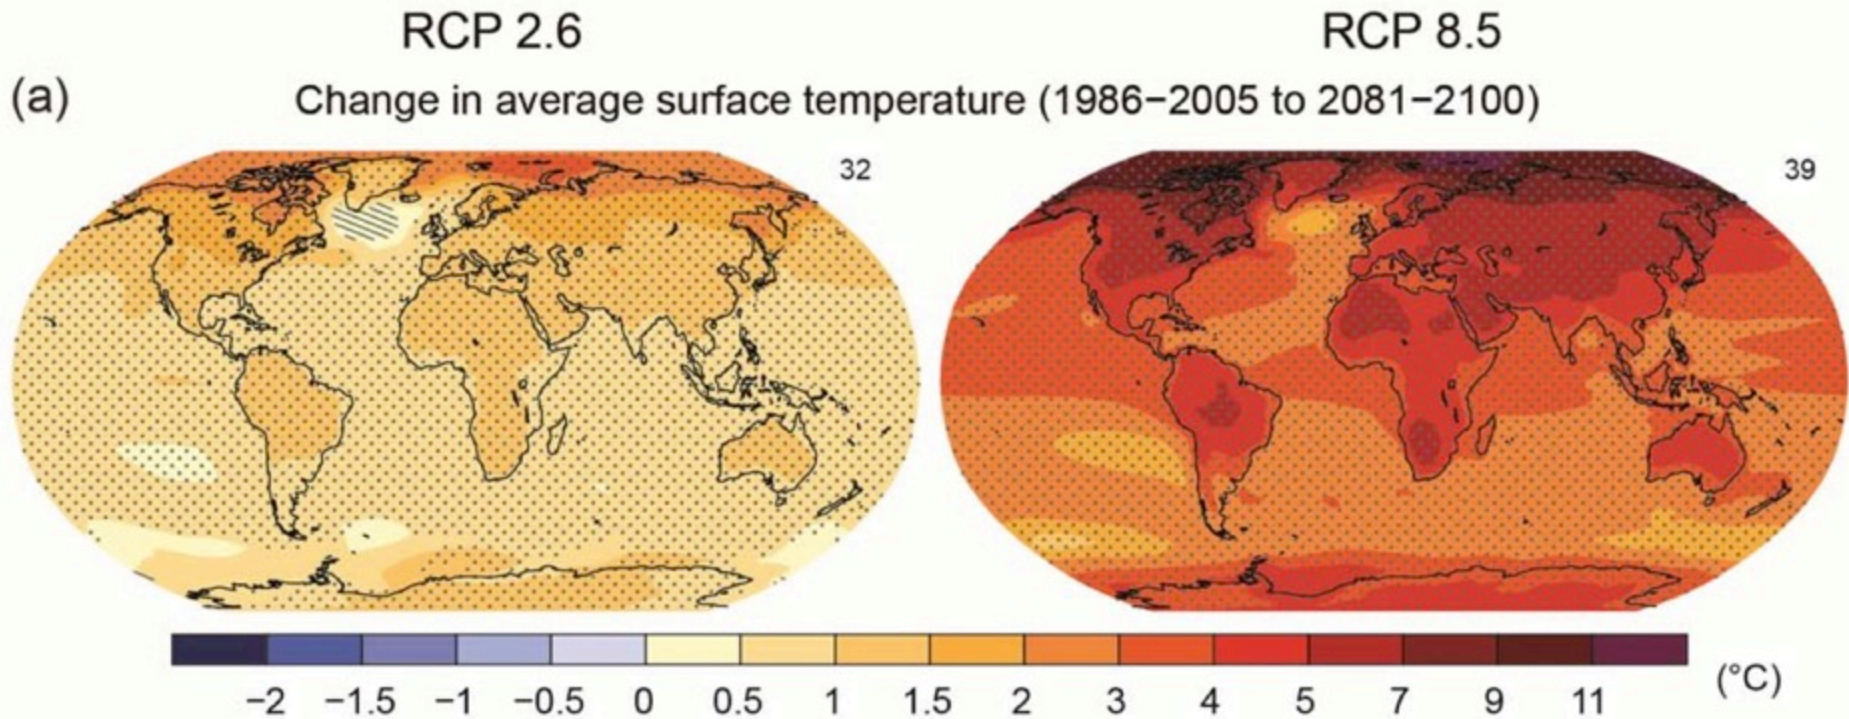 RCP 2.6 RCP 8.5
(a) Change in average surface temperature (1986−2005 to 2081−2100)
32 39
−2 −1.5 −1 −0.5 0 0.5 1 1.5 2 3 4 5 7 9 11 (°C)